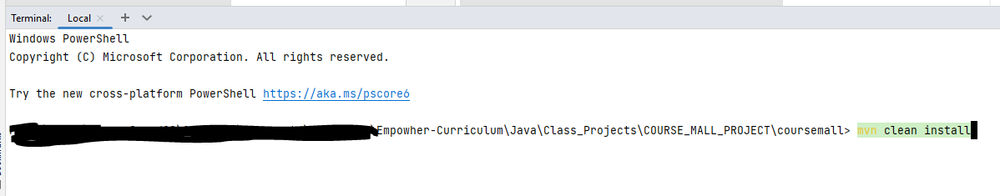 Terminal: Local
Windows PowerShell
Copyright (C) Microsoft Corporation. All rights reserved.
Try the new cross-platform PowerShell https://aka.ms/pscore6
\Empowher-Curriculum\Java\Class_Projects\COURSE_MALL_PROJECT\coursemall> mvn clean install